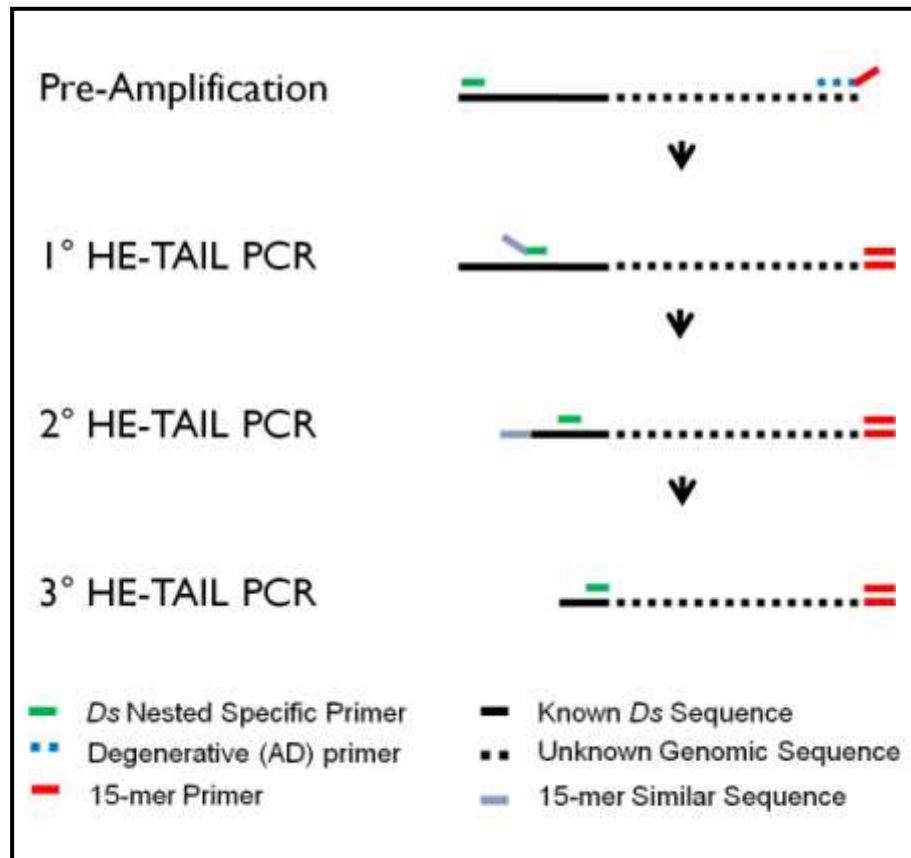 Pre-Amplification
1° HE-TAIL PCR
2° HE-TAIL PCR
3° HE-TAIL PCR
Ds Nested Specific Primer
Degenerative (AD) primer
15-mer Primer
Known Ds Sequence
Unknown Genomic Sequence
15-mer Similar Sequence